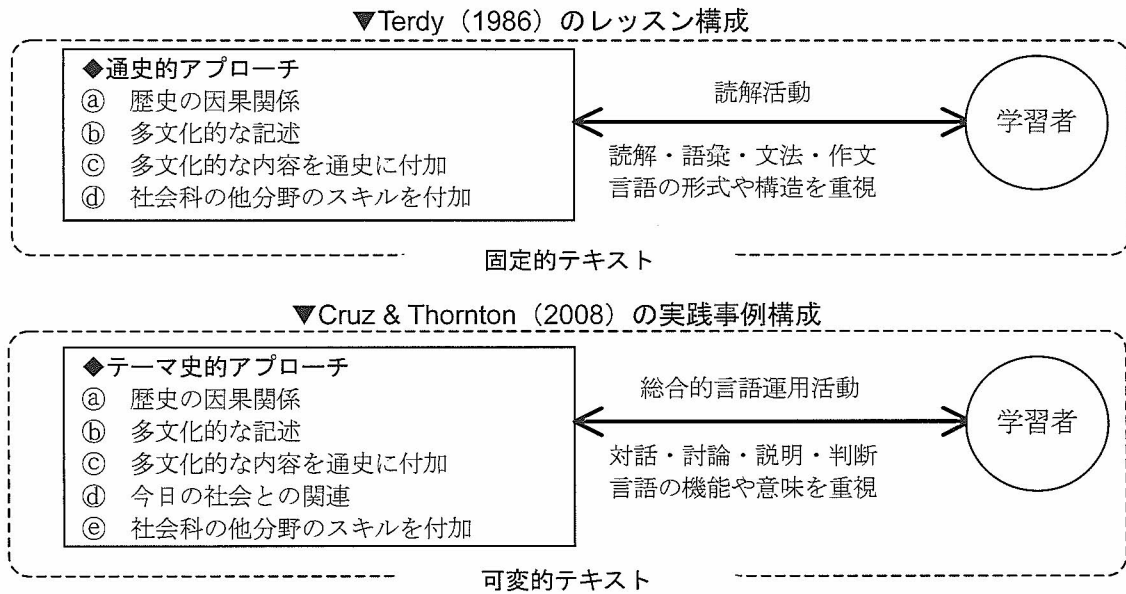 ▼Terdy（1986）のレッスン構成
◆通史的アプローチ
ⓐ 歴史の因果関係
ⓑ 多文化的な記述
ⓒ 多文化的な内容を通史に付加
ⓓ 社会科の他分野のスキルを付加
読解活動
読解・語彙・文法・作文
言語の形式や構造を重視
学習者
固定的テキスト
▼Cruz & Thornton（2008）の実践事例構成
◆テーマ史的アプローチ
ⓐ 歴史の因果関係
ⓑ 多文化的な記述
ⓒ 多文化的な内容を通史に付加
ⓓ 今日の社会との関連
ⓔ 社会科の他分野のスキルを付加
総合的言語運用活動
対話・討論・説明・判断
言語の機能や意味を重視
学習者
可変的テキスト